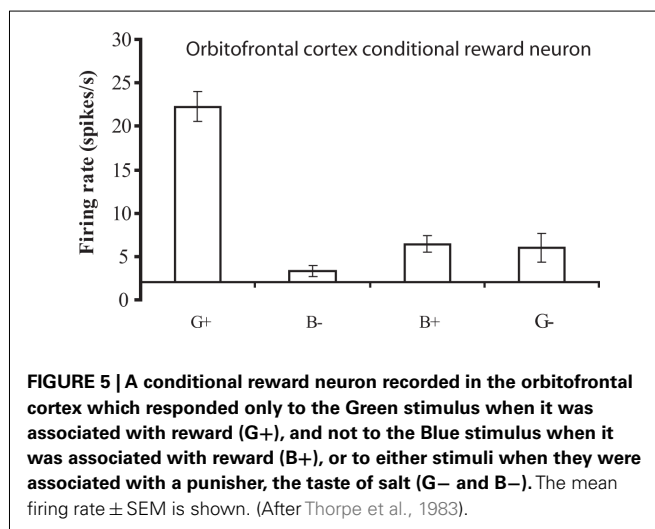 30
Orbitofrontal cortex conditional reward neuron
25
20
15
10
5
0
Firing rate (spikes/s)
G+ B- B+ G-
FIGURE 5 | A conditional reward neuron recorded in the orbitofrontal
cortex which responded only to the Green stimulus when it was
associated with reward (G+), and not to the Blue stimulus when it
was associated with reward (B+), or to either stimuli when they were
associated with a punisher, the taste of salt (G− and B−). The mean
firing rate ± SEM is shown. (After Thorpe et al., 1983).